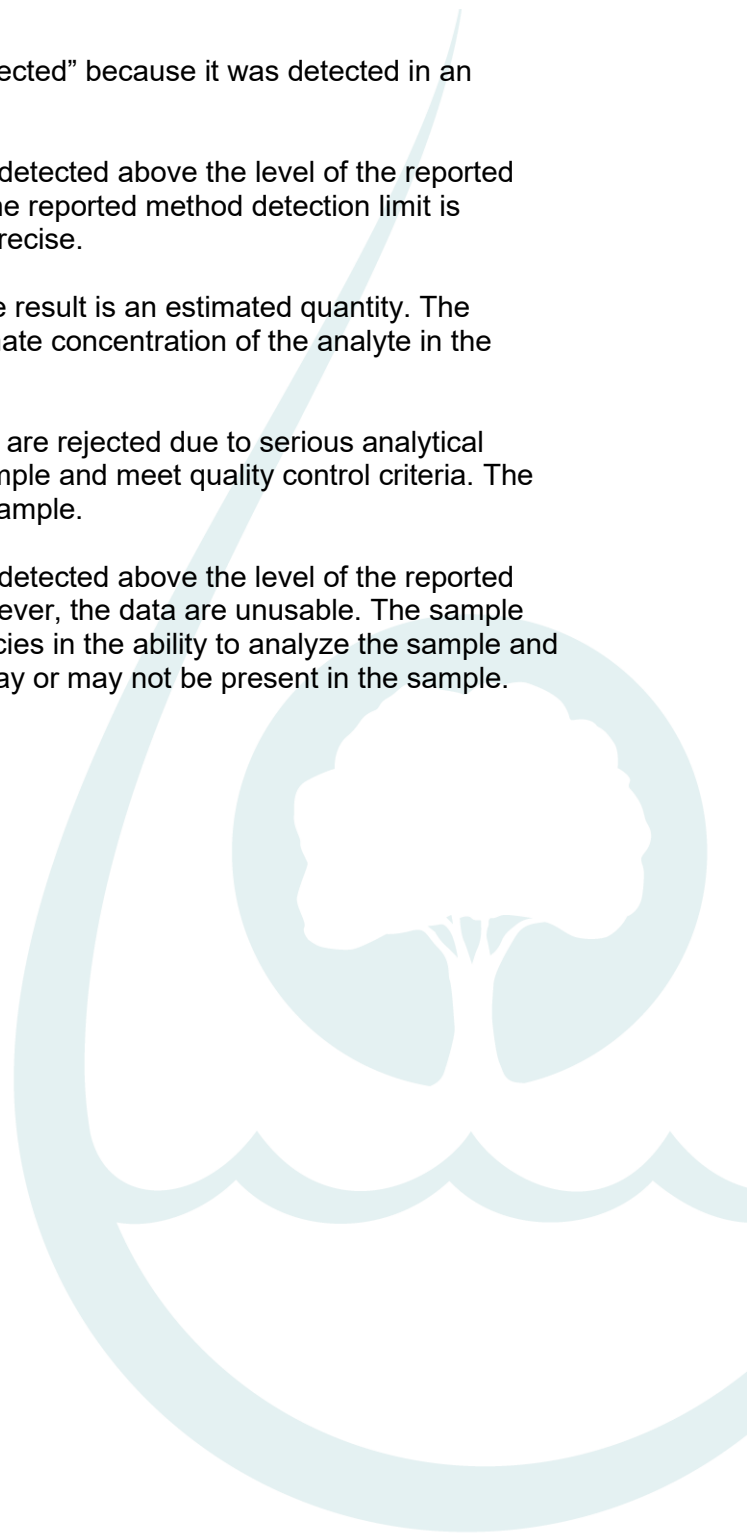 ected” because it was detected in an
detected above the level of the reported
he reported method detection limit is
recise.
e result is an estimated quantity. The
ate concentration of the analyte in the
are rejected due to serious analytical
mple and meet quality control criteria. The
ample.
detected above the level of the reported
ever, the data are unusable. The sample
cies in the ability to analyze the sample and
ay or may not be present in the sample.